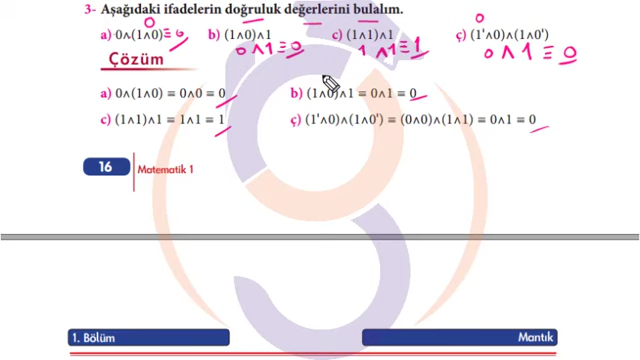 3- Aşağıdaki ifadelerin doğruluk değerlerini bulalım.
0 0
a) 0∧(1∧0)≡0 b) (1∧0)∧1 c) (1∧1)∧1 ç) (1'∧0)∧(1∧0')
0∧1≡0 1∧1≡1 0∧1≡0
Çözüm
a) 0∧(1∧0) = 0∧0 = 0 b) (1∧0)∧1 = 0∧1 = 0
c) (1∧1)∧1 = 1∧1 = 1 ç) (1'∧0)∧(1∧0') = (0∧0)∧(1∧1) = 0∧1 = 0
16 Matematik 1
1. Bölüm Mantık